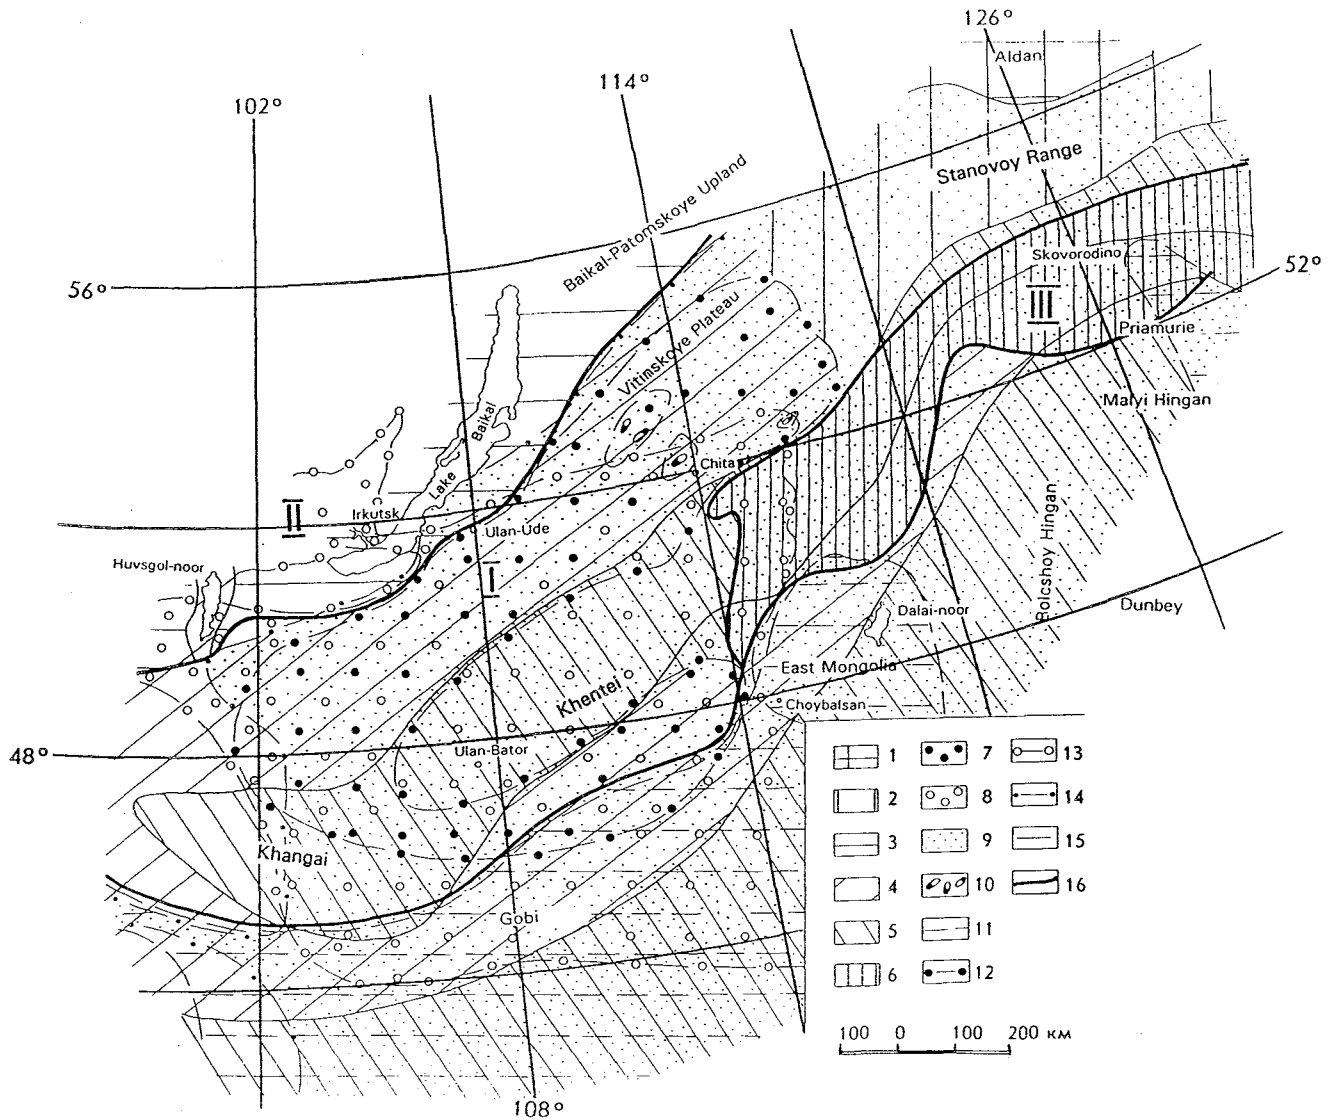 126°
Aldan
114°
102°
Stanovoy Range
Baikal-Patomskoye Upland
Skovorodino
52°
56°
III
Vitimskoye Plateau
Priamurie
Malyi Hingan
Baikal
Chita
Lake
II
Irkutsk
Ulan-Ude
Bolcshoy Hingan
Huvsgol-noor
I
Dalai-noor
Dunbey
East Mongolia
Khentei
Choybalsan
48°
Ulan-Bator
1 7 13
2 8 14
3 9 15
4 10 16
5 11
6 12
Khangai
Gobi
100 0 100 200 км
108°